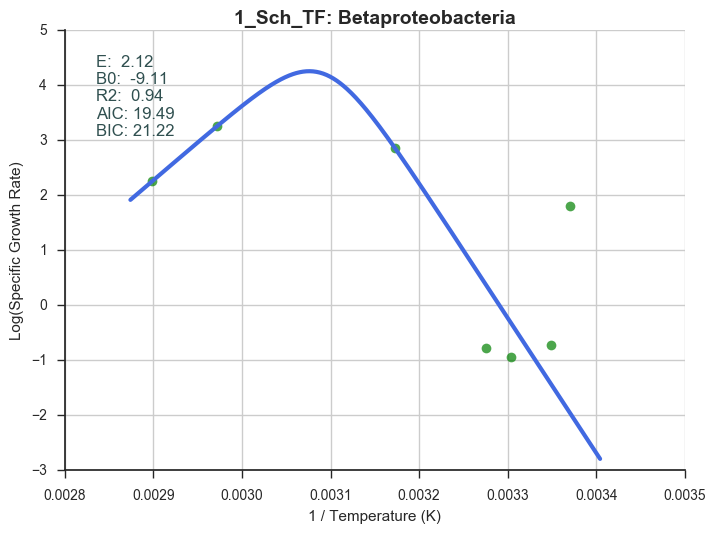 1_Sch_TF: Betaproteobacteria
E:  2.12
B0:  -9.11
R2:  0.94
AIC: 19.49
BIC: 21.22
Log(Specific Growth Rate)
5
4
3
2
1
0
−1
−2
−3
0.0028 0.0029 0.0030 0.0031 0.0032 0.0033 0.0034 0.0035
1 / Temperature (K)